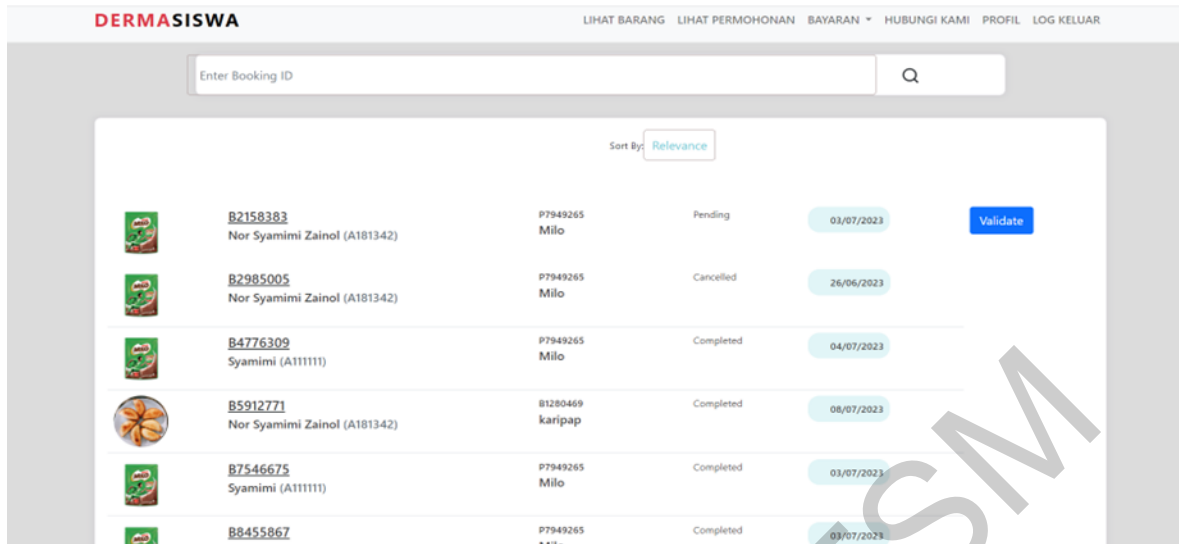 DERMASISWA
LIHAT BARANG LIHAT PERMOHONAN BAYARAN HUBUNGI KAMI PROFIL LOG KELUAR
Enter Booking ID
Sort By: Relevance
B2158383 P7949265 Pending 03/07/2023 Validate
Nor Syamimi Zainol (A181342) Milo
B2985005 P7949265 Cancelled 26/06/2023
Nor Syamimi Zainol (A181342) Milo
B4776309 P7949265 Completed 04/07/2023
Syamimi (A111111) Milo
B5912771 B1280469 Completed 08/07/2023
Nor Syamimi Zainol (A181342) karipap
B7546675 P7949265 Completed 03/07/2023
Syamimi (A111111) Milo
B8455867 P7949265 Completed 03/07/2023